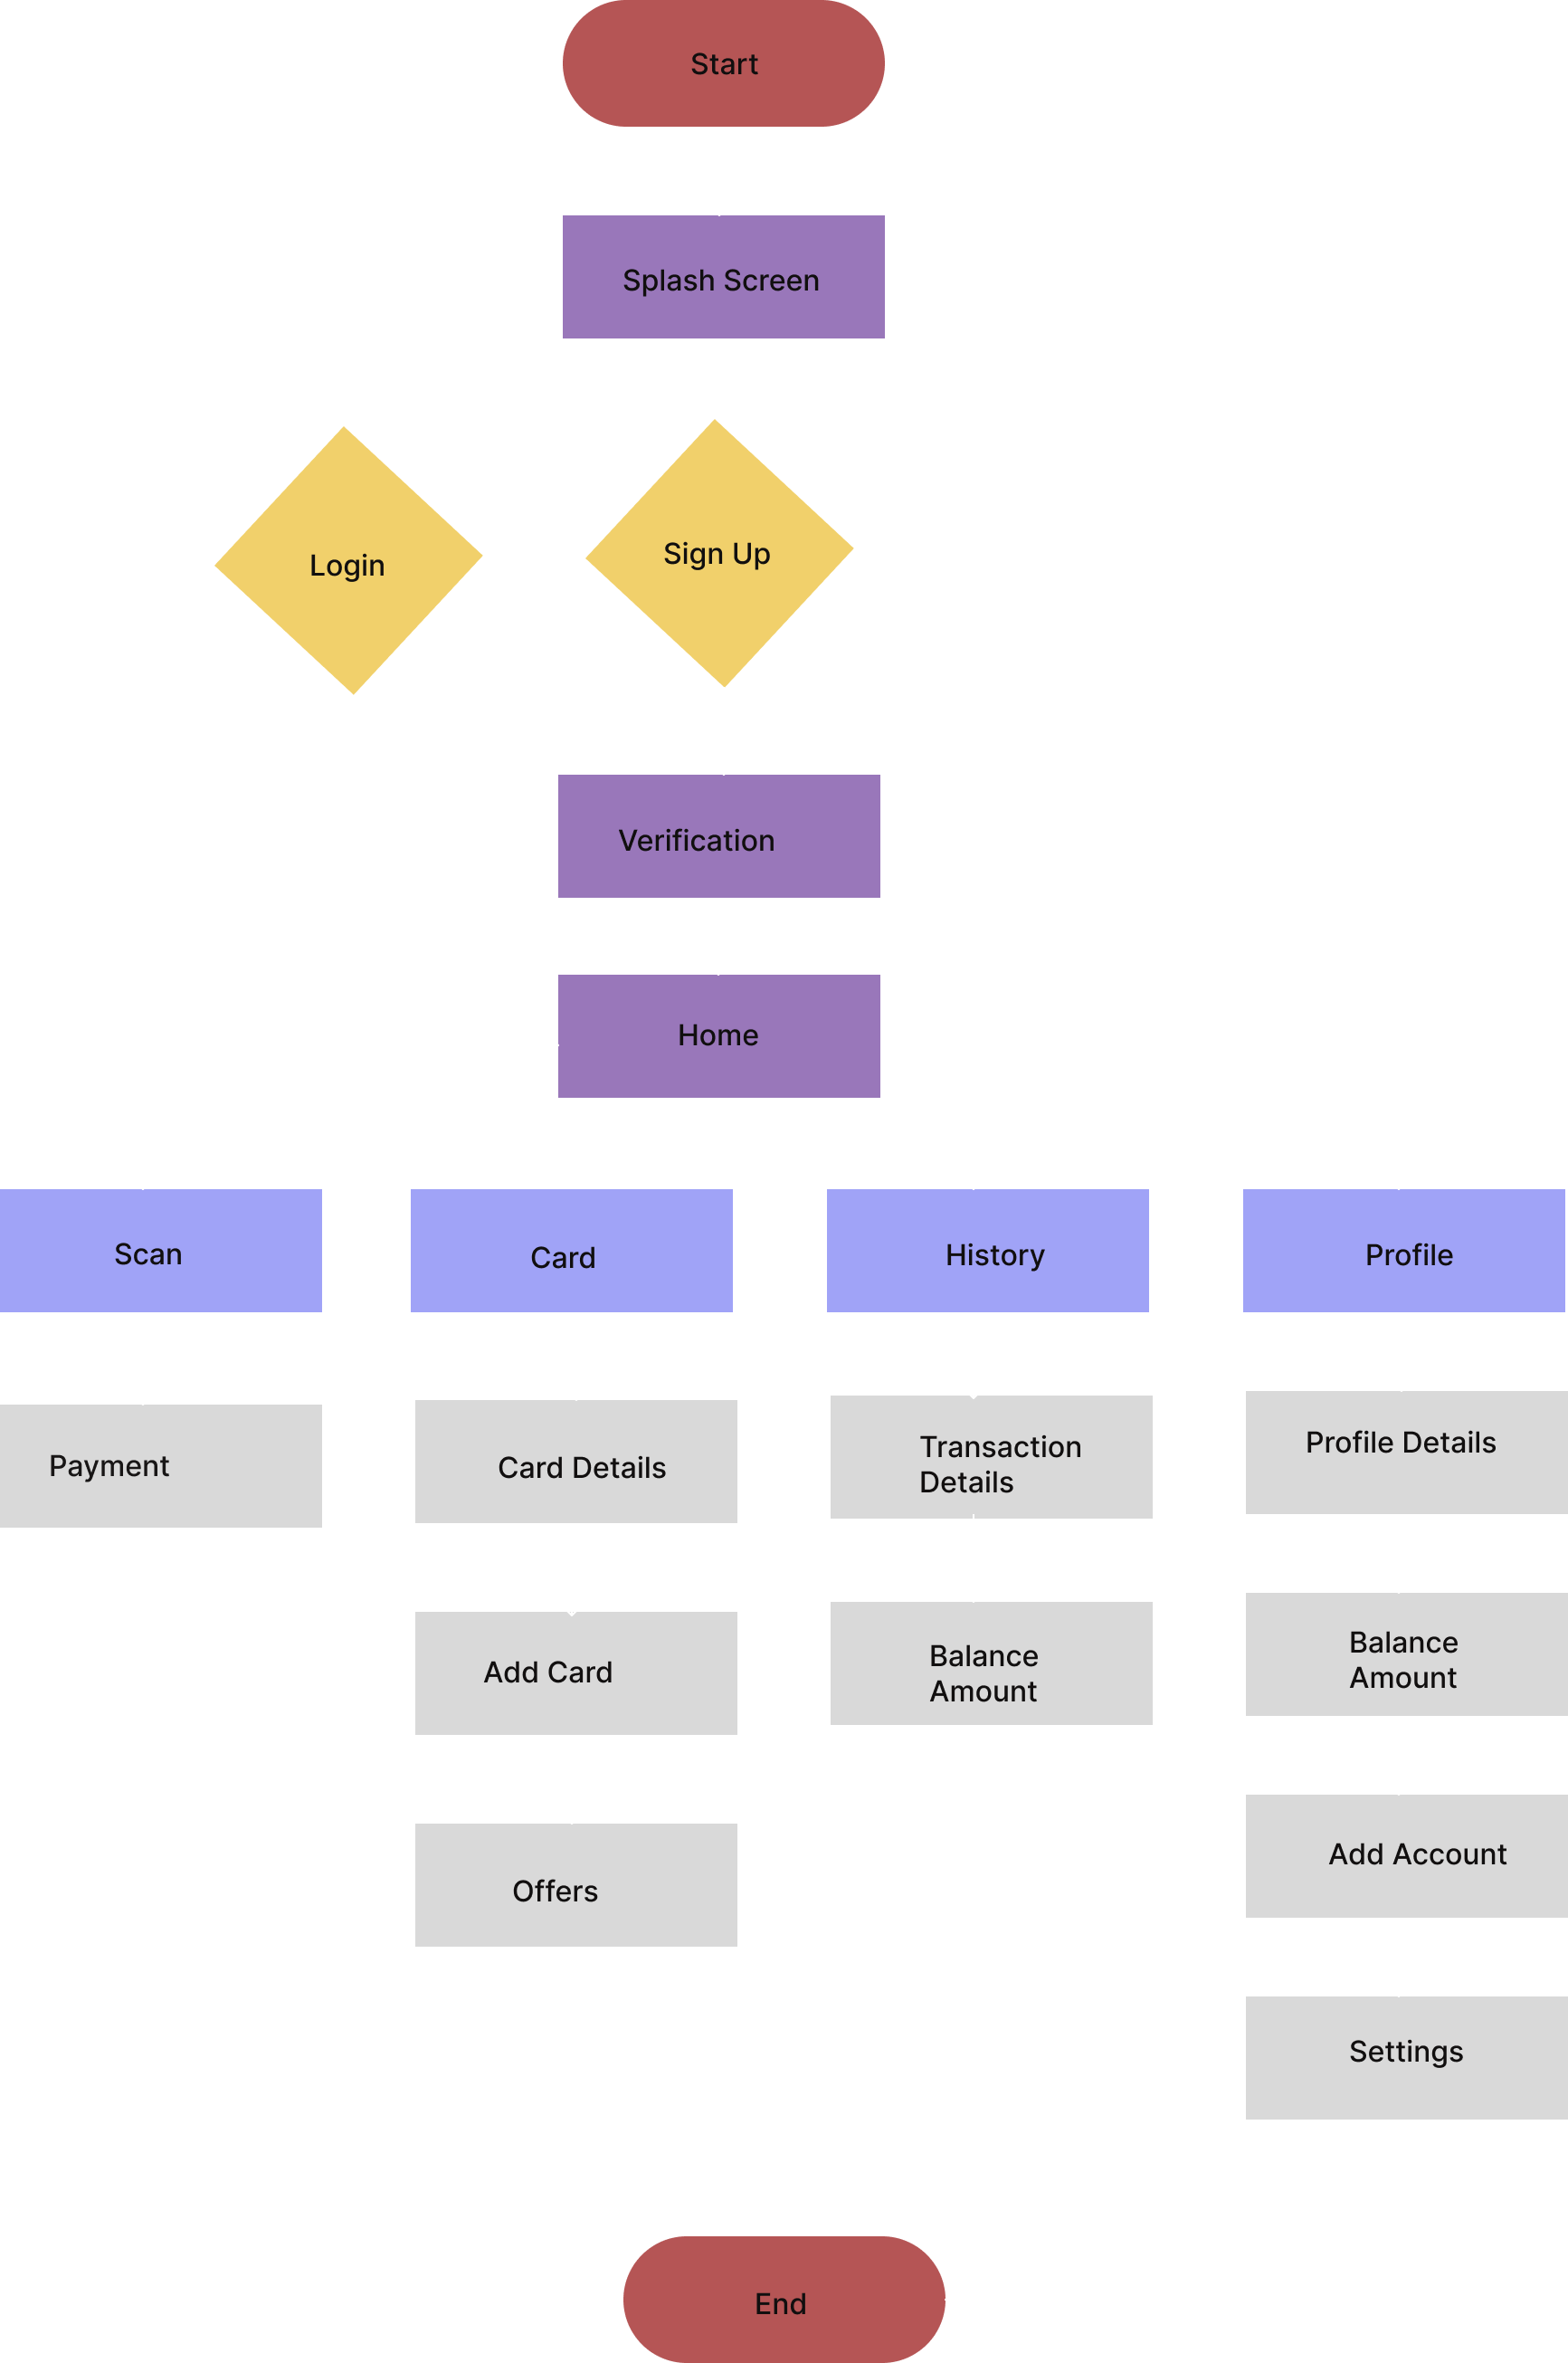 Start
Splash Screen
Login
Sign Up
Verification
Home
Scan
Card
History
Profile
Payment
Card Details
Transaction
Details
Profile Details
Add Card
Balance
Amount
Balance
Amount
Offers
Add Account
Settings
End